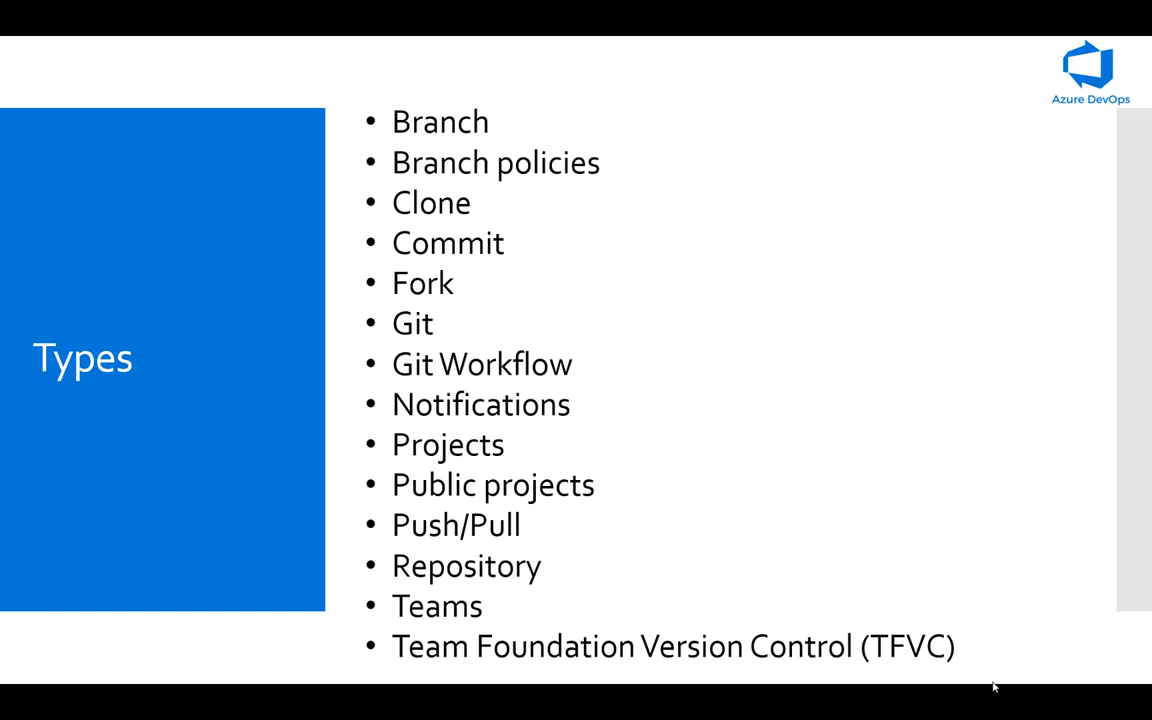 Azure DevOps
Types
• Branch
• Branch policies
• Clone
• Commit
• Fork
• Git
• Git Workflow
• Notifications
• Projects
• Public projects
• Push/Pull
• Repository
• Teams
• Team Foundation Version Control (TFVC)